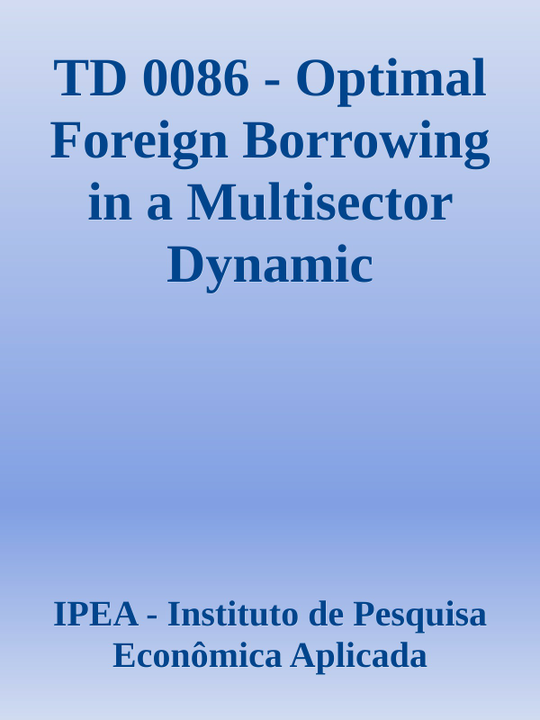 TD 0086 - Optimal
Foreign Borrowing
in a Multisector
Dynamic
IPEA - Instituto de Pesquisa
Econômica Aplicada